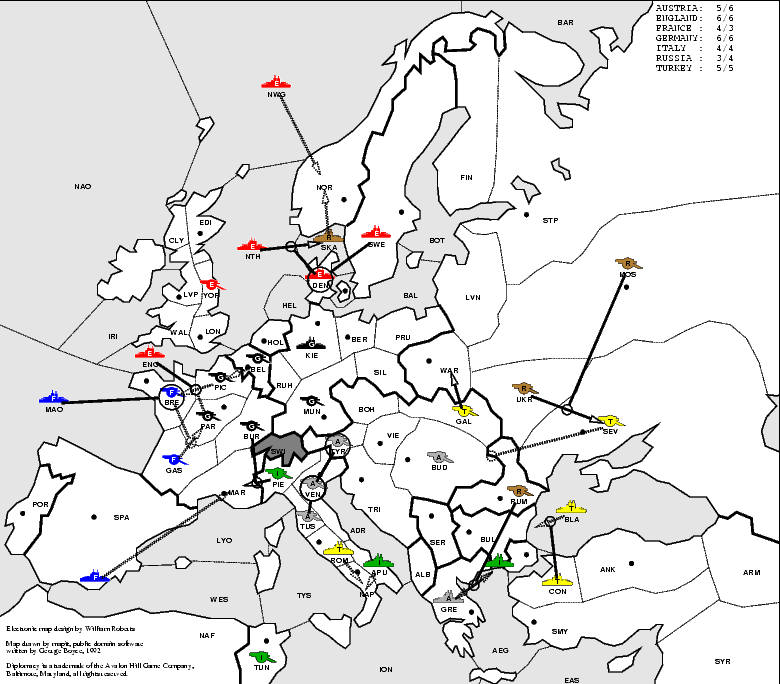 BAR
AUSTRIA: 5/6
ENGLAND: 6/6
FRANCE : 4/3
GERMANY: 6/6
ITALY : 4/4
RUSSIA : 3/4
TURKEY : 5/5
E
NWG
NAO
NOR
FIN
STP
EDI
CLY
R
SKA
E
SWE
BOT
E
NTH
E
DEN
R
MOS
E
YOR
LVP
HEL
BAL
LVN
IRI
WAL
LON
HOL
G
KIE
BER
PRU
E
ENG
G
BEL
G
PIC
RUH
SIL
WAR
F
MAO
F
BRE
G
PAR
G
MUN
BOH
T
GAL
R
UKR
T
SEV
G
BUR
VIE
A
TYR
A
BUD
SWI
F
GAS
I
PIE
A
VEN
MAR
R
RUM
POR
SPA
TRI
A
TUS
T
BLA
LYO
ADR
SER
BUL
T
ROM
I
APU
I
ANK
ARM
F
WES
TYS
NAP
ALB
A
GRE
T
CON
Electronic map design by William Roberts
Map drawn by mapit, public domain software
written by George Boyce, 1992
Diplomacy is a trademark of the Avalon Hill Game Company,
Baltimore, Maryland, all rights reserved.
NAF
I
TUN
ION
AEG
SMY
EAS
SYR